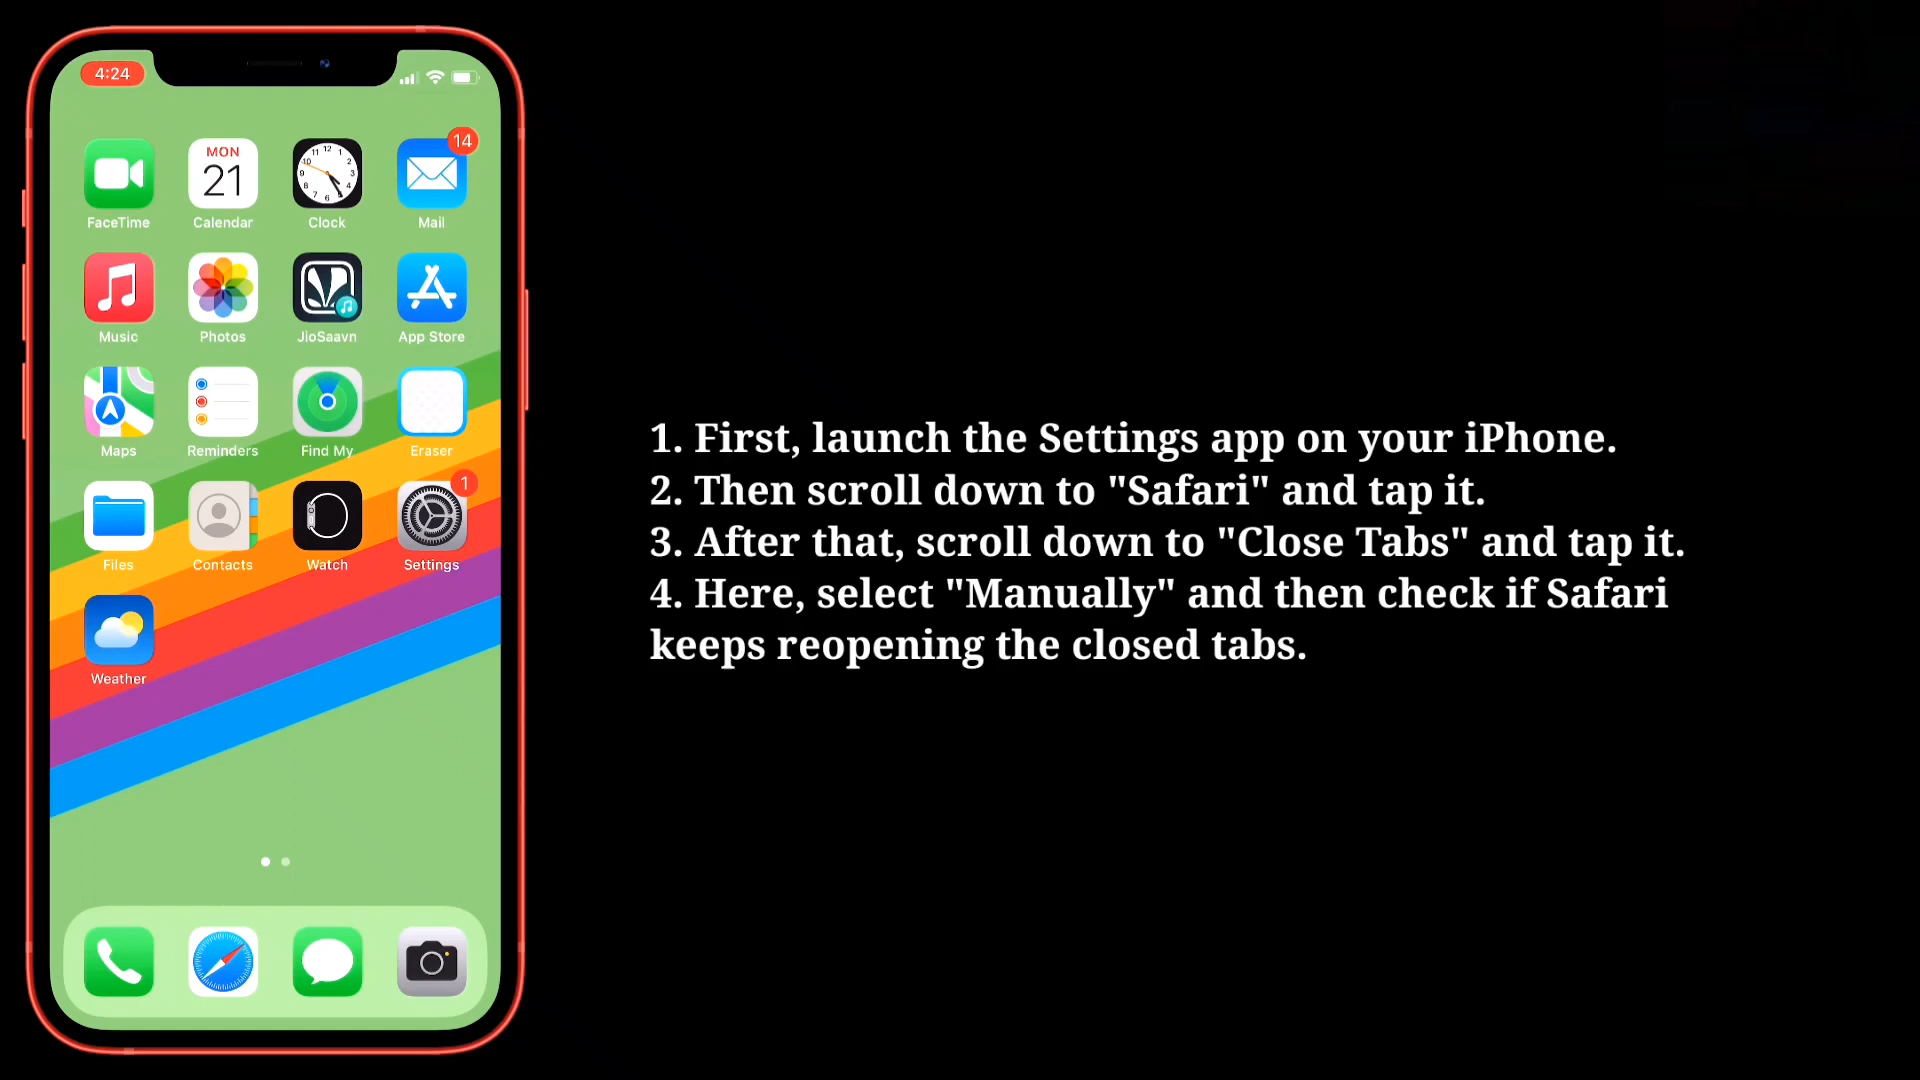 4:24
14
MON
21
FaceTime
Calendar
Clock
Mail
Music
Photos
JioSaavn
App Store
Maps
Reminders
Find My
Eraser
1
Files
Contacts
Watch
Settings
Weather
1. First, launch the Settings app on your iPhone.
2. Then scroll down to "Safari" and tap it.
3. After that, scroll down to "Close Tabs" and tap it.
4. Here, select "Manually" and then check if Safari
keeps reopening the closed tabs.